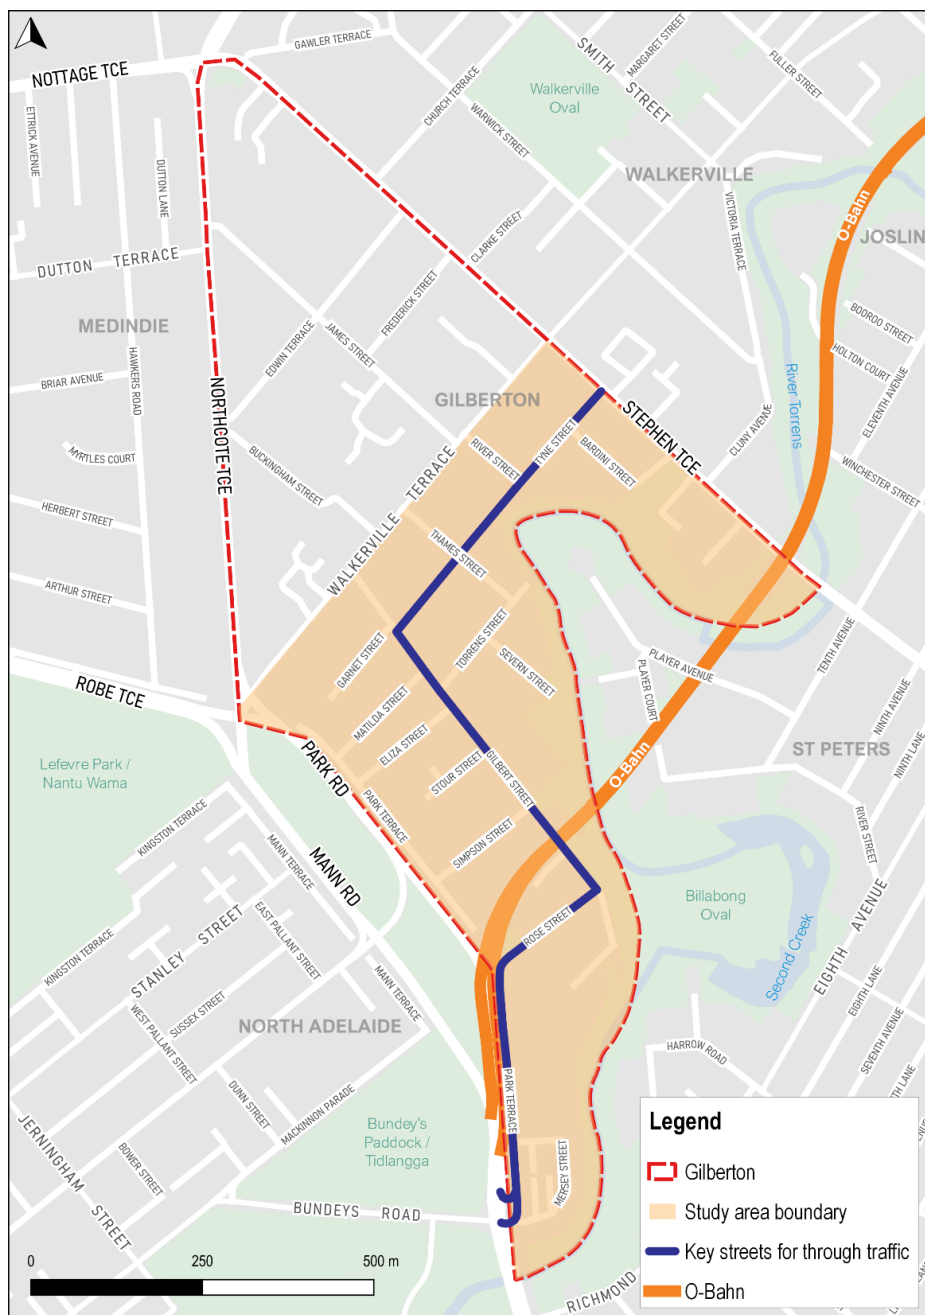 GAWLER TERRACE
NOTTAGE TCE
SMITH
STREET
MARGARET STREET
FULLER STREET
ETTRICK AVENUE
DUTTON LANE
CHURCH TERRACE
WARWICK STREET
Walkerville
Oval
WALKERVILLE
VICTORIA TERRACE
O-Bahn
JOSLIN
DUTTON TERRACE
CLARKE STREET
FREDERICK STREET
MEDINDIE
EDWIN TERRACE
JAMES STREET
BOOROO STREET
HOLTON COURT
HAWKERS ROAD
BRIAR AVENUE
NORTHCOTE TCE
GILBERTON
STEPHEN TCE
River Torrens
ELEVENTH AVENUE
CLUNY AVENUE
TYNE STREET
BARDINI STREET
RIVER STREET
MYRTLES COURT
BUCKINGHAM STREET
WALKERVILLE TERRACE
WINCHESTER STREET
HERBERT STREET
THAMES STREET
ARTHUR STREET
GARNET STREET
TORRENS STREET
SEVERN STREET
PLAYER AVENUE
PLAYER COURT
TENTH AVENUE
ROBE TCE
MATILDA STREET
ELIZA STREET
STOUR STREET
GILBERT STREET
NINTH AVENUE
NINTH LANE
ST PETERS
Lefevre Park /
Nantu Wama
PARK RD
PARK TERRACE
O-Bahn
KINGSTON TERRACE
MANN TERRACE
MANN RD
SIMPSON STREET
RIVER STREET
Billabong
Oval
EAST PALLANT STREET
STANLEY STREET
KINGSTON TERRACE
ROSE STREET
Second Creek
EIGHTH AVENUE
MANN TERRACE
SUSSEX STREET
WEST PALLANT STREET
NORTH ADELAIDE
EIGHTH LANE
SEVENTH AVENUE
HARROW ROAD
DUNN STREET
MACKINNON PARADE
PARK TERRACE
JERNINGHAM
STREET
BOWER STREET
Bundey's
Paddock /
Tidlangga
MERSEY STREET
BUNDEYS ROAD
RICHMOND
Legend
Gilberton
Study area boundary
Key streets for through traffic
O-Bahn
0 250 500 m